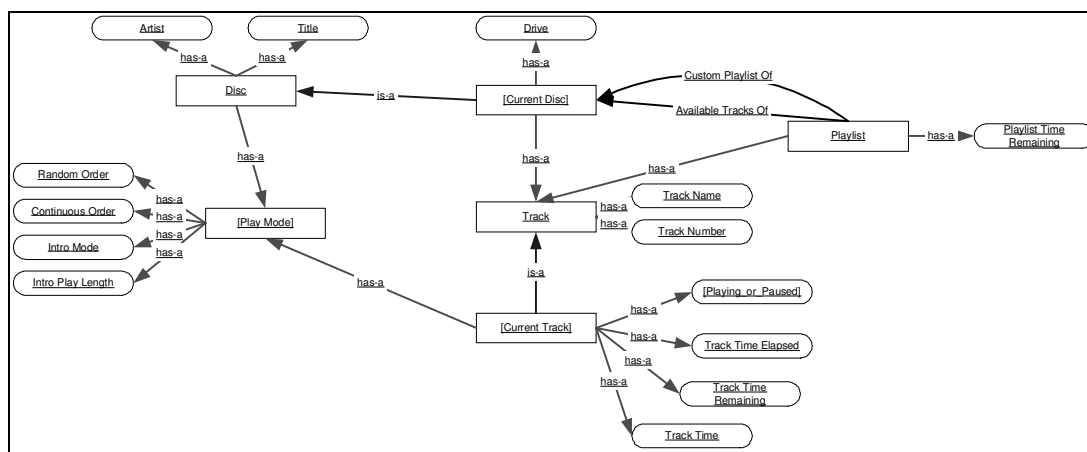 Artist
Title
Drive
has-a
has-a
has-a
Custom Playlist Of
Disc
is-a
[Current Disc]
Available Tracks Of
Playlist
has-a
Playlist Time
Remaining
has-a
has-a
has-a
Random Order
has-a
Track Name
has-a
Continuous Order
has-a
[Play Mode]
Track
has-a
Track Number
has-a
Intro Mode
has-a
Intro Play Length
is-a
has-a
[Playing_or_Paused]
has-a
[Current Track]
has-a
Track Time Elapsed
has-a
has-a
Track Time
Remaining
Track Time